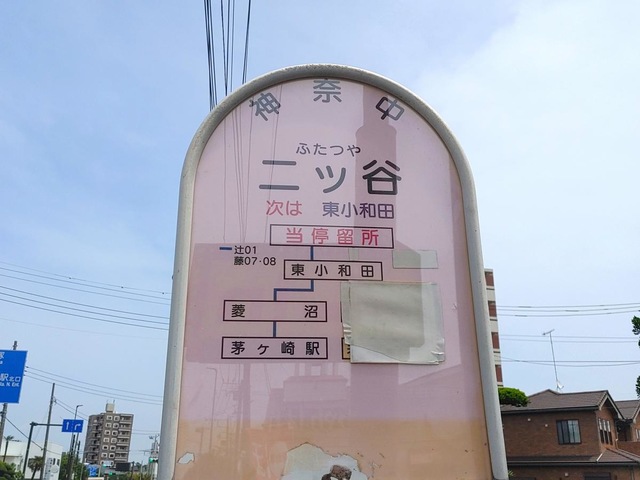 神奈中
ふたつや
二ツ谷
次は 東小和田
当停留所
辻01
藤07・08
東小和田
菱沼
茅ヶ崎駅